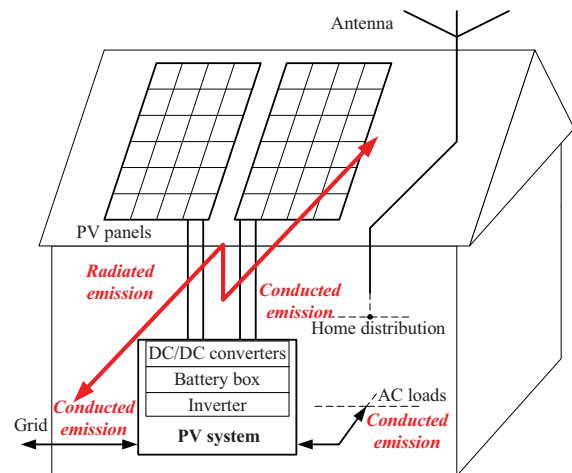 Antenna
PV panels
Radiated
emission
Conducted
emission
Home distribution
DC/DC converters
Battery box
Inverter
PV system
AC loads
Conducted
emission
Grid
Conducted
emission